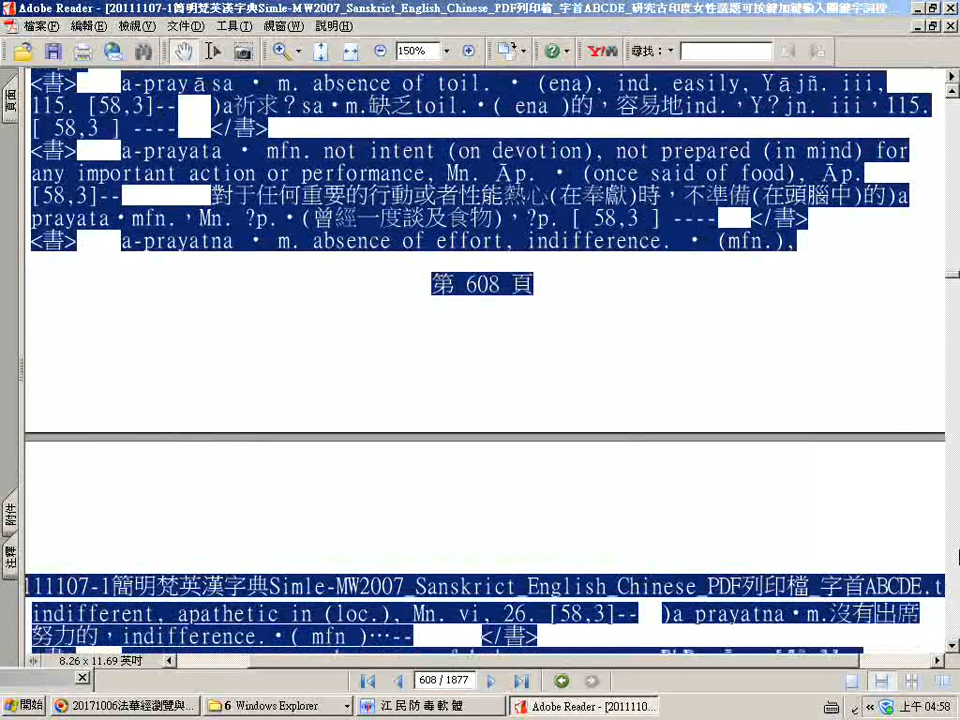 Adobe Reader - [20111107-1簡明梵英漢字典Simle-MW2007_Sanskrict_English_Chinese_PDF列印檔_字首ABCDE_研究古印度女性議題可按鍵加鍵輸入關鍵字詞搜
檔案(F) 編輯(E) 檢視(V) 文件(D) 工具(T) 視窗(W) 說明(H)
150% 尋找：
頁面
<書> a-prayāsa · m. absence of toil. · (ena), ind. easily, Yājñ. iii,
115. [58,3]-- )a祈求？sa·m.缺乏toil.·( ena )的，容易地ind.，Y？jn. iii，115.
[ 58,3 ] ---- </書>
<書> a-prayata · mfn. not intent (on devotion), not prepared (in mind) for
any important action or performance, Mn. Āp. · (once said of food), Āp.
[58,3]-- 對于任何重要的行動或者性能熱心(在奉獻)時，不準備(在頭腦中)的)a
prayata·mfn.，Mn. ?p.·(曾經一度談及食物)，?p. [ 58,3 ] ---- </書>
<書> a-prayatna · m. absence of effort, indifference. · (mfn.),
第 608 頁
附件
注釋
111107-1簡明梵英漢字典Simle-MW2007_Sanskrict_English_Chinese_PDF列印檔_字首ABCDE.t
indifferent, apathetic in (loc.), Mn. vi, 26. [58,3]-- )a prayatna·m.沒有出席
努力的，indifference.·( mfn )…-- </書>
8.26 x 11.69 英吋
608 / 1877
開始 20171006法華經瀏覽與... 6 Windows Explorer 江民防毒軟體 Adobe Reader - [2011110... 上午 04:58